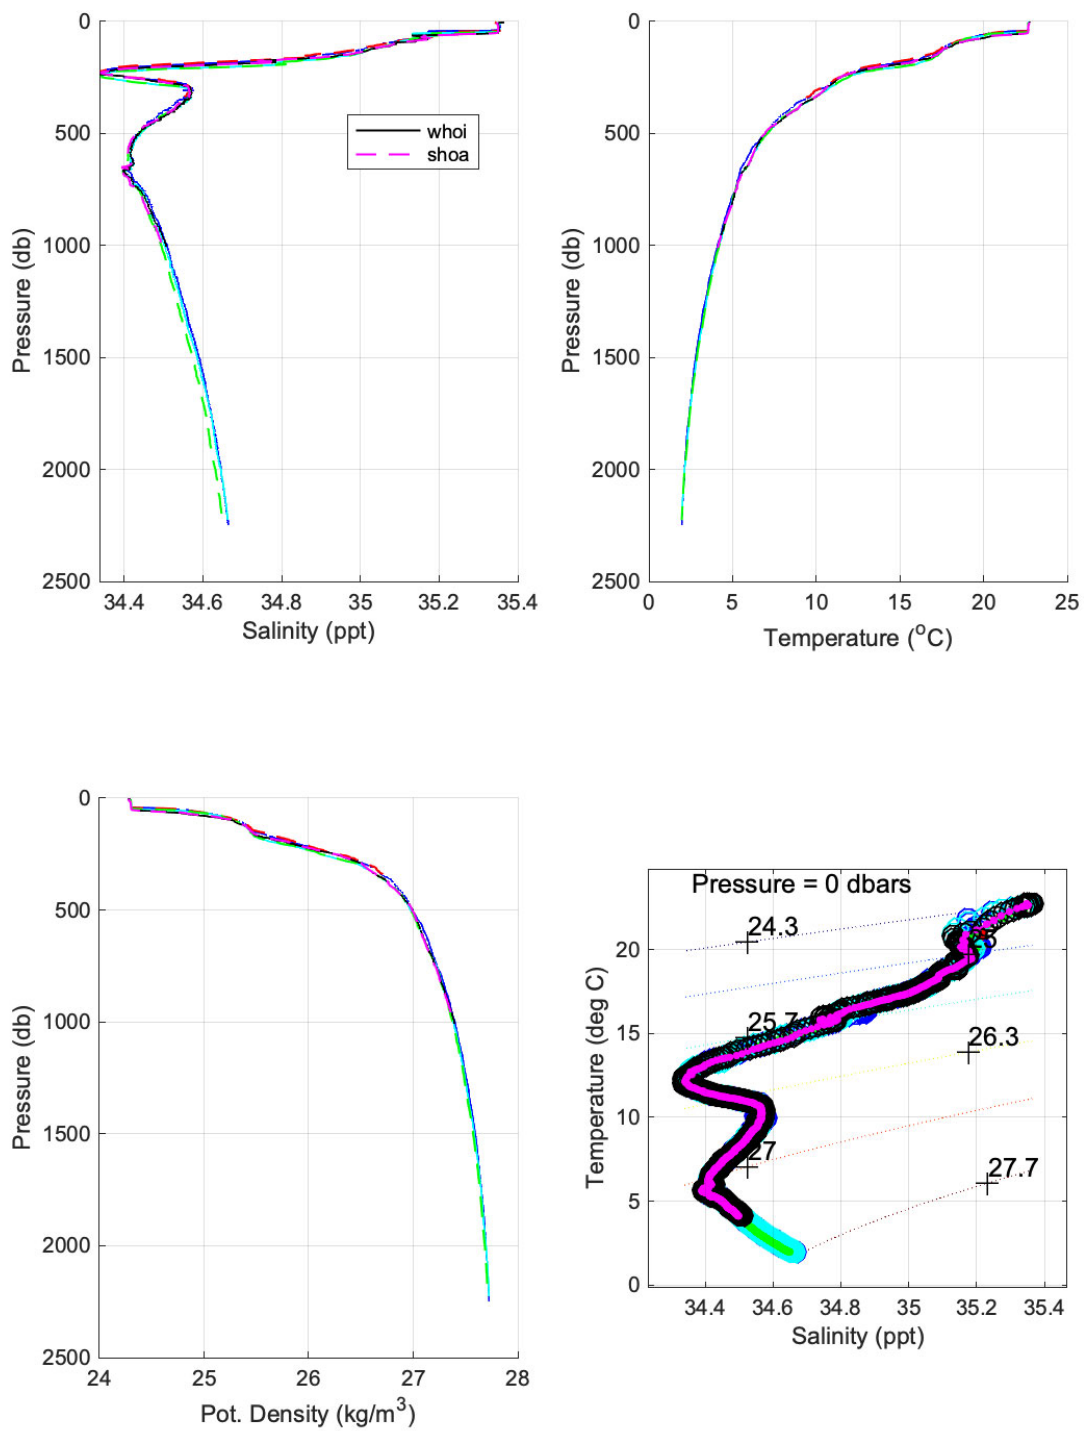 0
500
1000
1500
2000
2500
Pressure (db)
34.4 34.6 34.8 35 35.2 35.4
Salinity (ppt)
whoi
shoa
0
500
1000
1500
2000
2500
Pressure (db)
0 5 10 15 20 25
Temperature (°C)
0
500
1000
1500
2000
2500
Pressure (db)
24 25 26 27 28
Pot. Density (kg/m³)
Pressure = 0 dbars
24.3
25.7
26.3
27
27.7
20
15
10
5
0
Temperature (deg C)
34.4 34.6 34.8 35 35.2 35.4
Salinity (ppt)